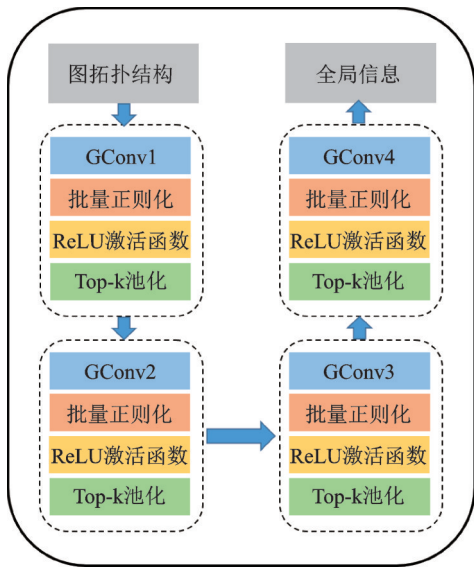 图拓扑结构
GConv1
批量正则化
ReLU激活函数
Top-k池化
GConv2
批量正则化
ReLU激活函数
Top-k池化
GConv3
批量正则化
ReLU激活函数
Top-k池化
GConv4
批量正则化
ReLU激活函数
Top-k池化
全局信息